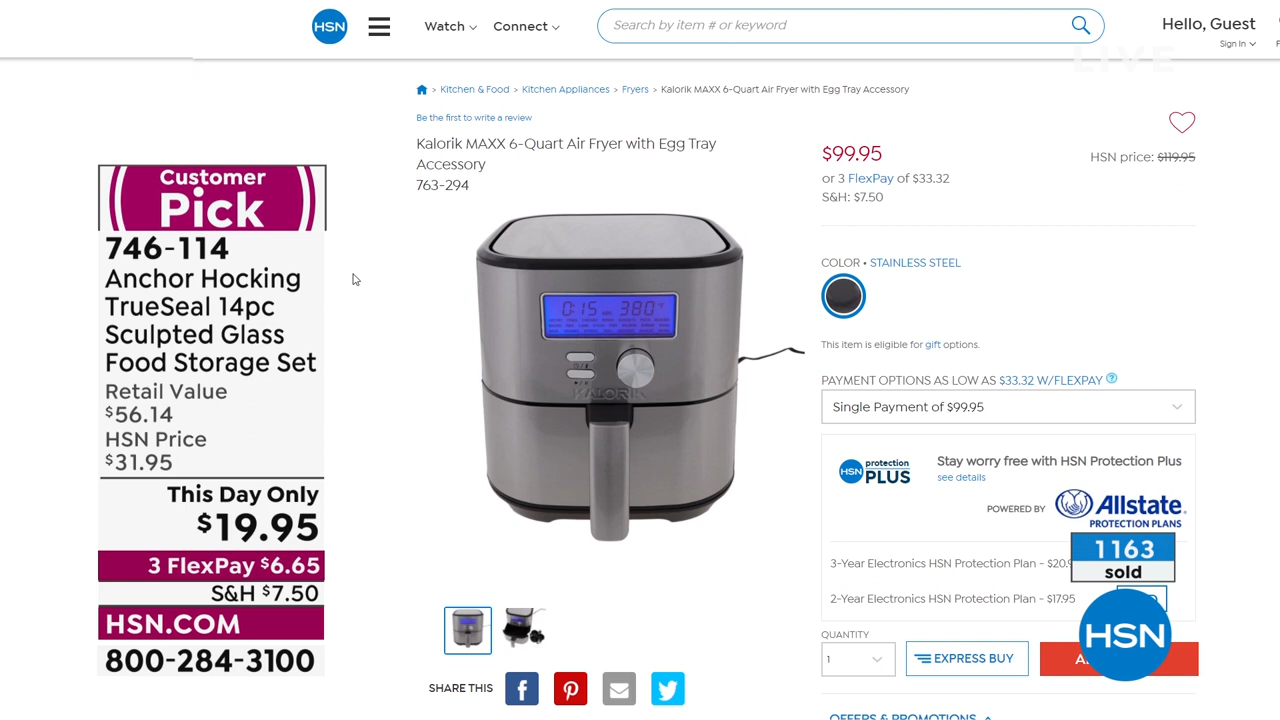 HSN
Watch
Connect
Search by item # or keyword
Hello, Guest
Sign In
LIVE
> Kitchen & Food > Kitchen Appliances > Fryers > Kalorik MAXX 6-Quart Air Fryer with Egg Tray Accessory
Be the first to write a review
Kalorik MAXX 6-Quart Air Fryer with Egg Tray
Accessory
763-294
$99.95
HSN price: $119.95
or 3 FlexPay of $33.32
S&H: $7.50
COLOR • STAINLESS STEEL
This item is eligible for gift options.
PAYMENT OPTIONS AS LOW AS $33.32 W/FLEXPAY ?
Single Payment of $99.95
HSN protection PLUS
Stay worry free with HSN Protection Plus
see details
POWERED BY
Allstate
PROTECTION PLANS
3-Year Electronics HSN Protection Plan -
2-Year Electronics HSN Protection Plan - $17.95
QUANTITY
1
EXPRESS BUY
1163
sold
HSN
OFFERS & PROMOTIONS
0:15 380°F
KALORIK
SHARE THIS
Customer
Pick
746-114
Anchor Hocking
TrueSeal 14pc
Sculpted Glass
Food Storage Set
Retail Value
$56.14
HSN Price
$31.95
This Day Only
$19.95
3 FlexPay $6.65
S&H $7.50
HSN.COM
800-284-3100